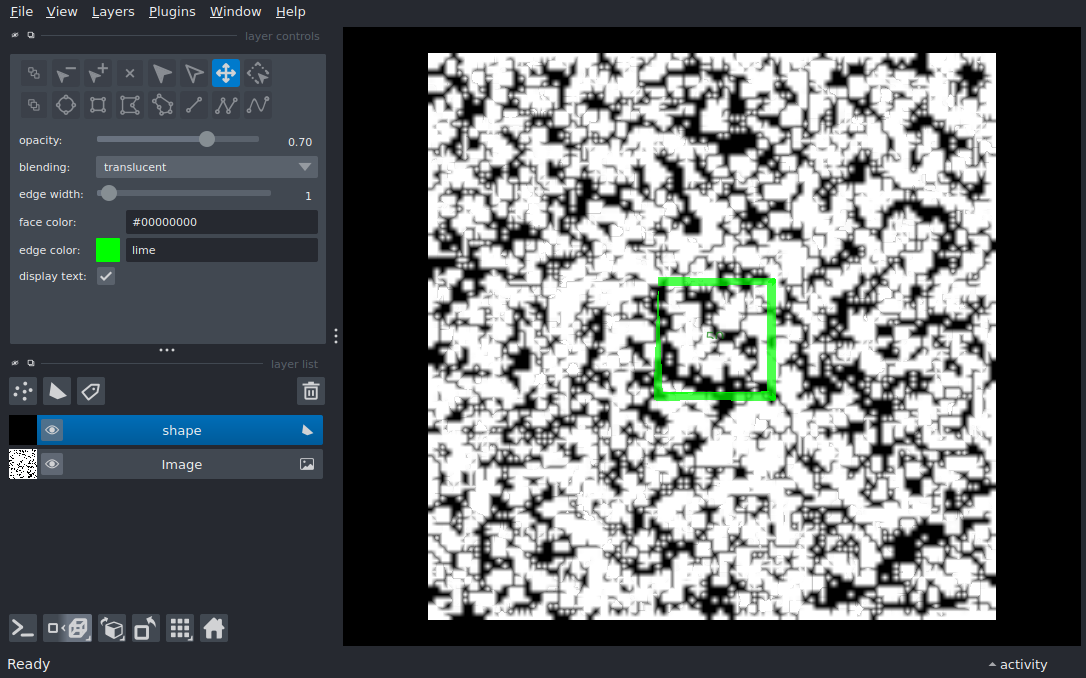 File View Layers Plugins Window Help
layer controls
opacity: 0.70
blending: translucent
edge width: 1
face color: #00000000
edge color: lime
display text:
layer list
shape
Image
Ready
activity